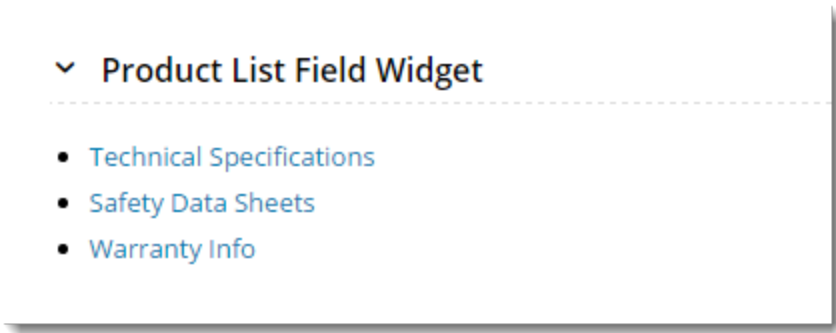 Product List Field Widget
Technical Specifications
Safety Data Sheets
Warranty Info